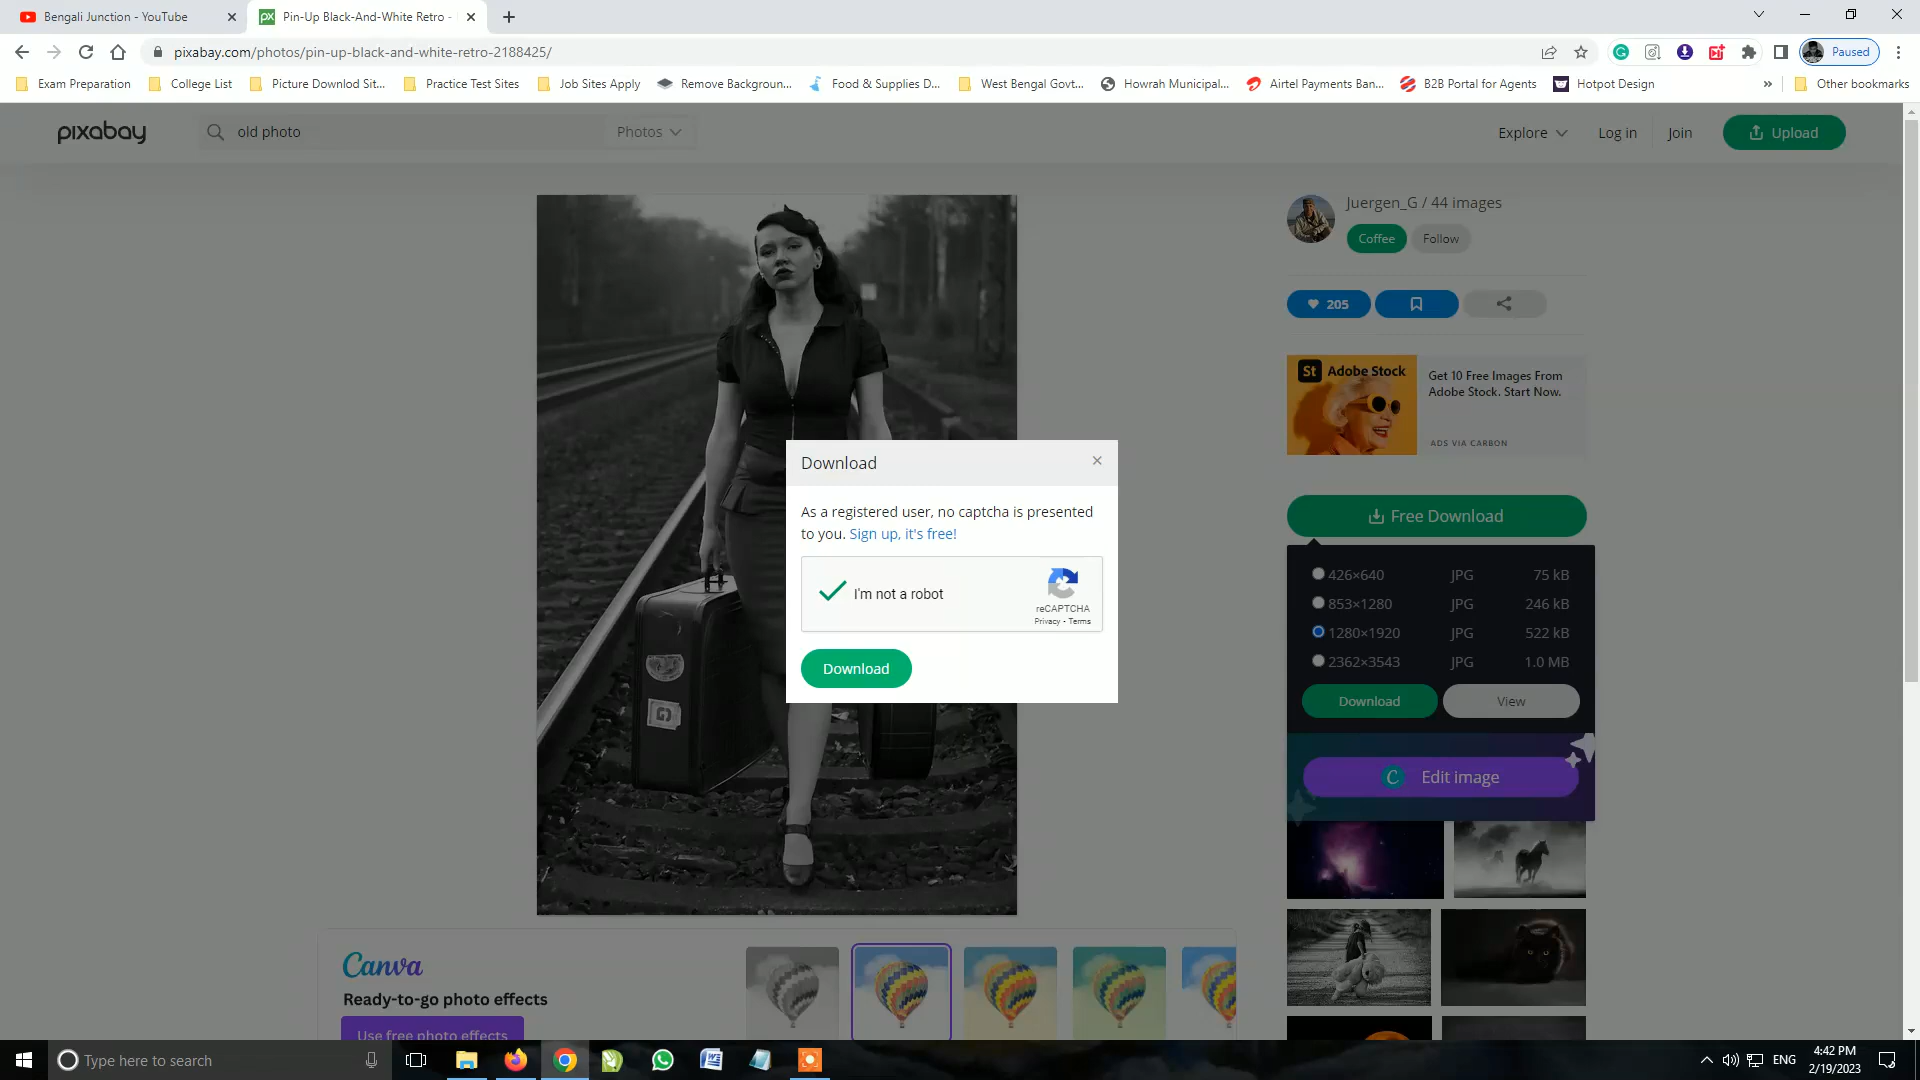 Bengali Junction - YouTube
Pin-Up Black-And-White Retro -
pixabay.com/photos/pin-up-black-and-white-retro-2188425/
Paused
Exam Preparation
College List
Picture Downlod Sit...
Practice Test Sites
Job Sites Apply
Remove Backgroun...
Food & Supplies D...
West Bengal Govt...
Howrah Municipal...
Airtel Payments Ban...
B2B Portal for Agents
Hotpot Design
Other bookmarks
pixabay
old photo
Photos
Explore
Log in
Join
Upload
Juergen_G / 44 images
Coffee
Follow
205
St Adobe Stock
Get 10 Free Images From
Adobe Stock. Start Now.
ADS VIA CARBON
Download
As a registered user, no captcha is presented
to you. Sign up, it's free!
I'm not a robot
reCAPTCHA
Privacy - Terms
Download
Free Download
426×640 JPG 75 kB
853×1280 JPG 246 kB
1280×1920 JPG 522 kB
2362×3543 JPG 1.0 MB
Download
View
Edit image
Canva
Ready-to-go photo effects
Use free photo effects
Type here to search
ENG
4:42 PM
2/19/2023